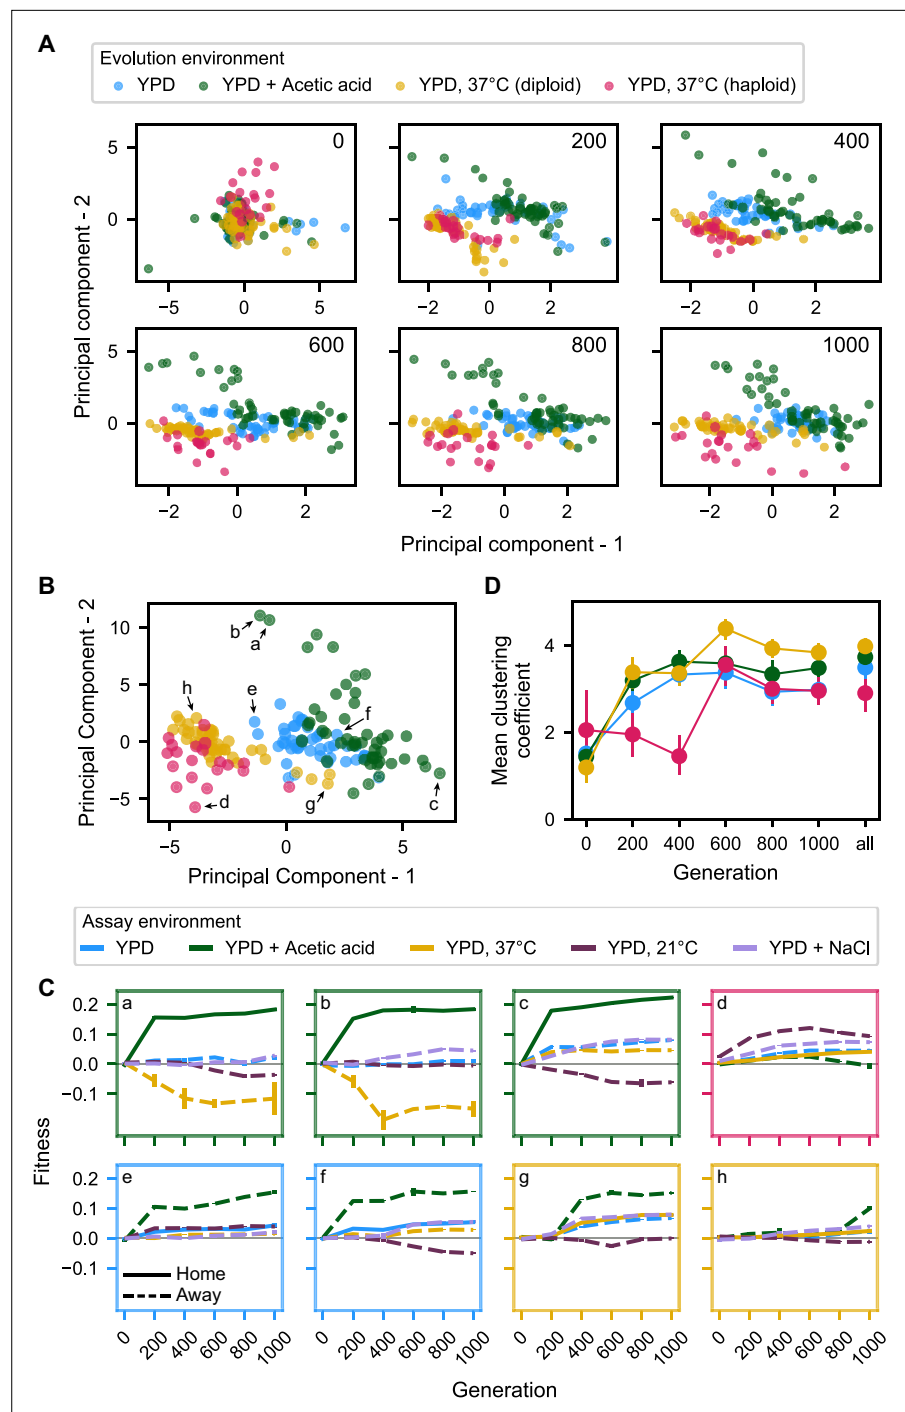 A
Evolution environment
YPD
YPD + Acetic acid
YPD, 37°C (diploid)
YPD, 37°C (haploid)
0
200
400
5
0
−5
0
5
−2
0
2
−2
0
2
Principal component - 2
600
800
1000
5
0
−2
0
2
−2
0
2
−2
0
2
Principal component - 1
B
Principal Component - 2
10
5
0
−5
b
a
h
e
f
d
g
c
−5
0
5
Principal Component - 1
D
Mean clustering
coefficient
4
2
0
0
200
400
600
800
1000
all
Generation
Assay environment
YPD
YPD + Acetic acid
YPD, 37°C
YPD, 21°C
YPD + NaCl
C
Fitness
0.2
0.1
0.0
−0.1
a
b
c
d
0.2
0.1
0.0
−0.1
e
f
g
h
Home
Away
0
200
400
600
800
1000
0
200
400
600
800
1000
0
200
400
600
800
1000
0
200
400
600
800
1000
Generation